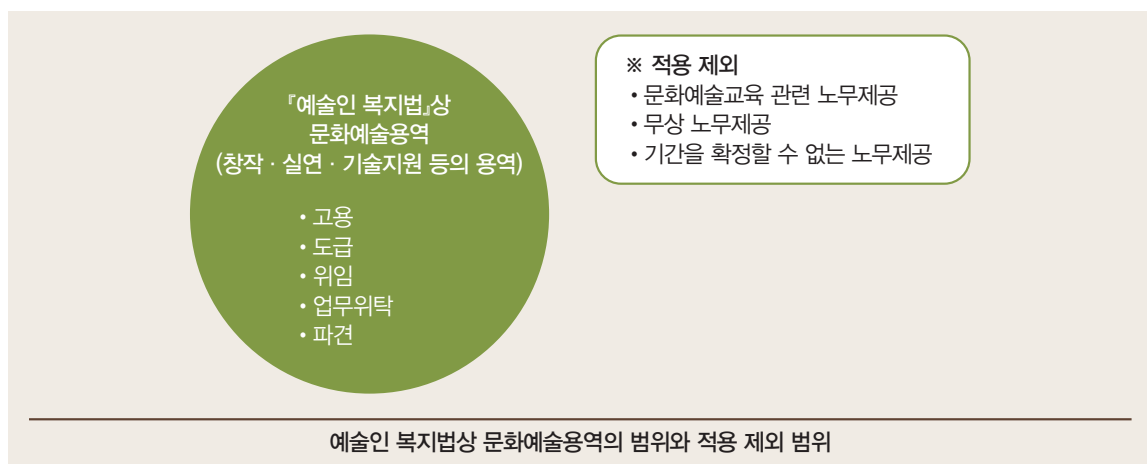 『예술인 복지법』상
문화예술용역
(창작 · 실연 · 기술지원 등의 용역)
• 고용
• 도급
• 위임
• 업무위탁
• 파견
※ 적용 제외
• 문화예술교육 관련 노무제공
• 무상 노무제공
• 기간을 확정할 수 없는 노무제공
예술인 복지법상 문화예술용역의 범위와 적용 제외 범위